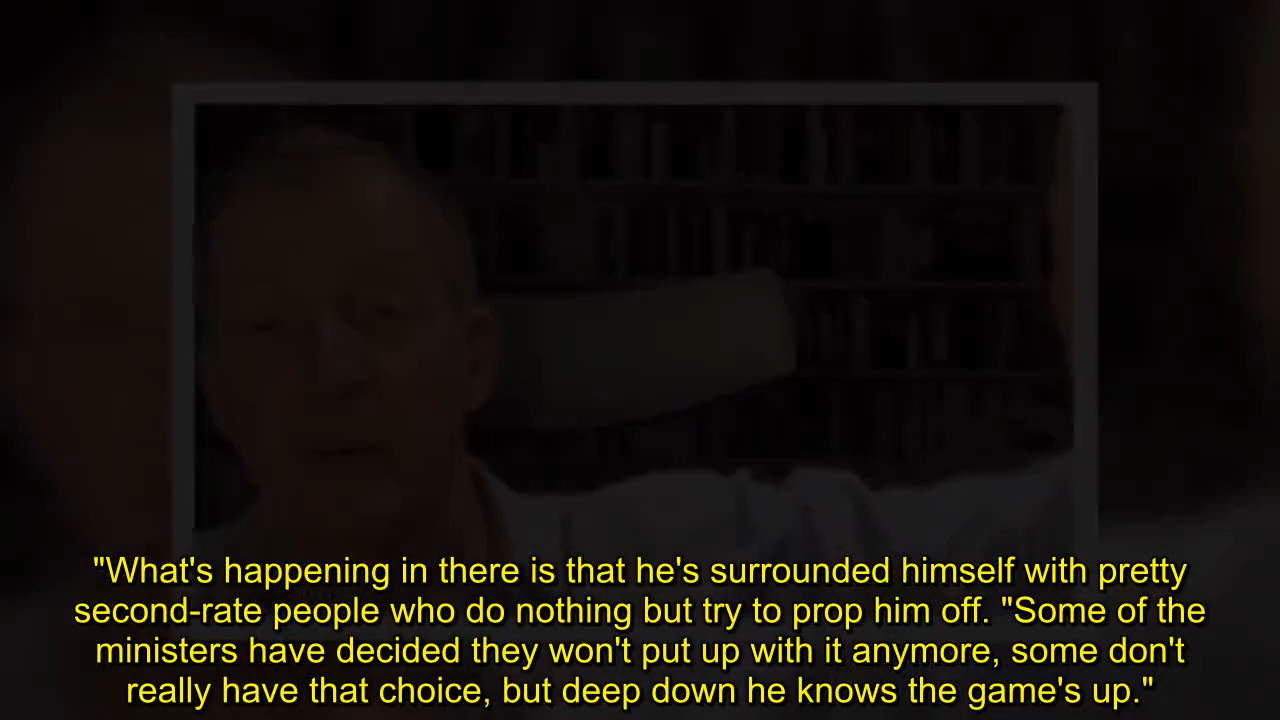 "What's happening in there is that he's surrounded himself with pretty
second-rate people who do nothing but try to prop him off. "Some of the
ministers have decided they won't put up with it anymore, some don't
really have that choice, but deep down he knows the game's up."